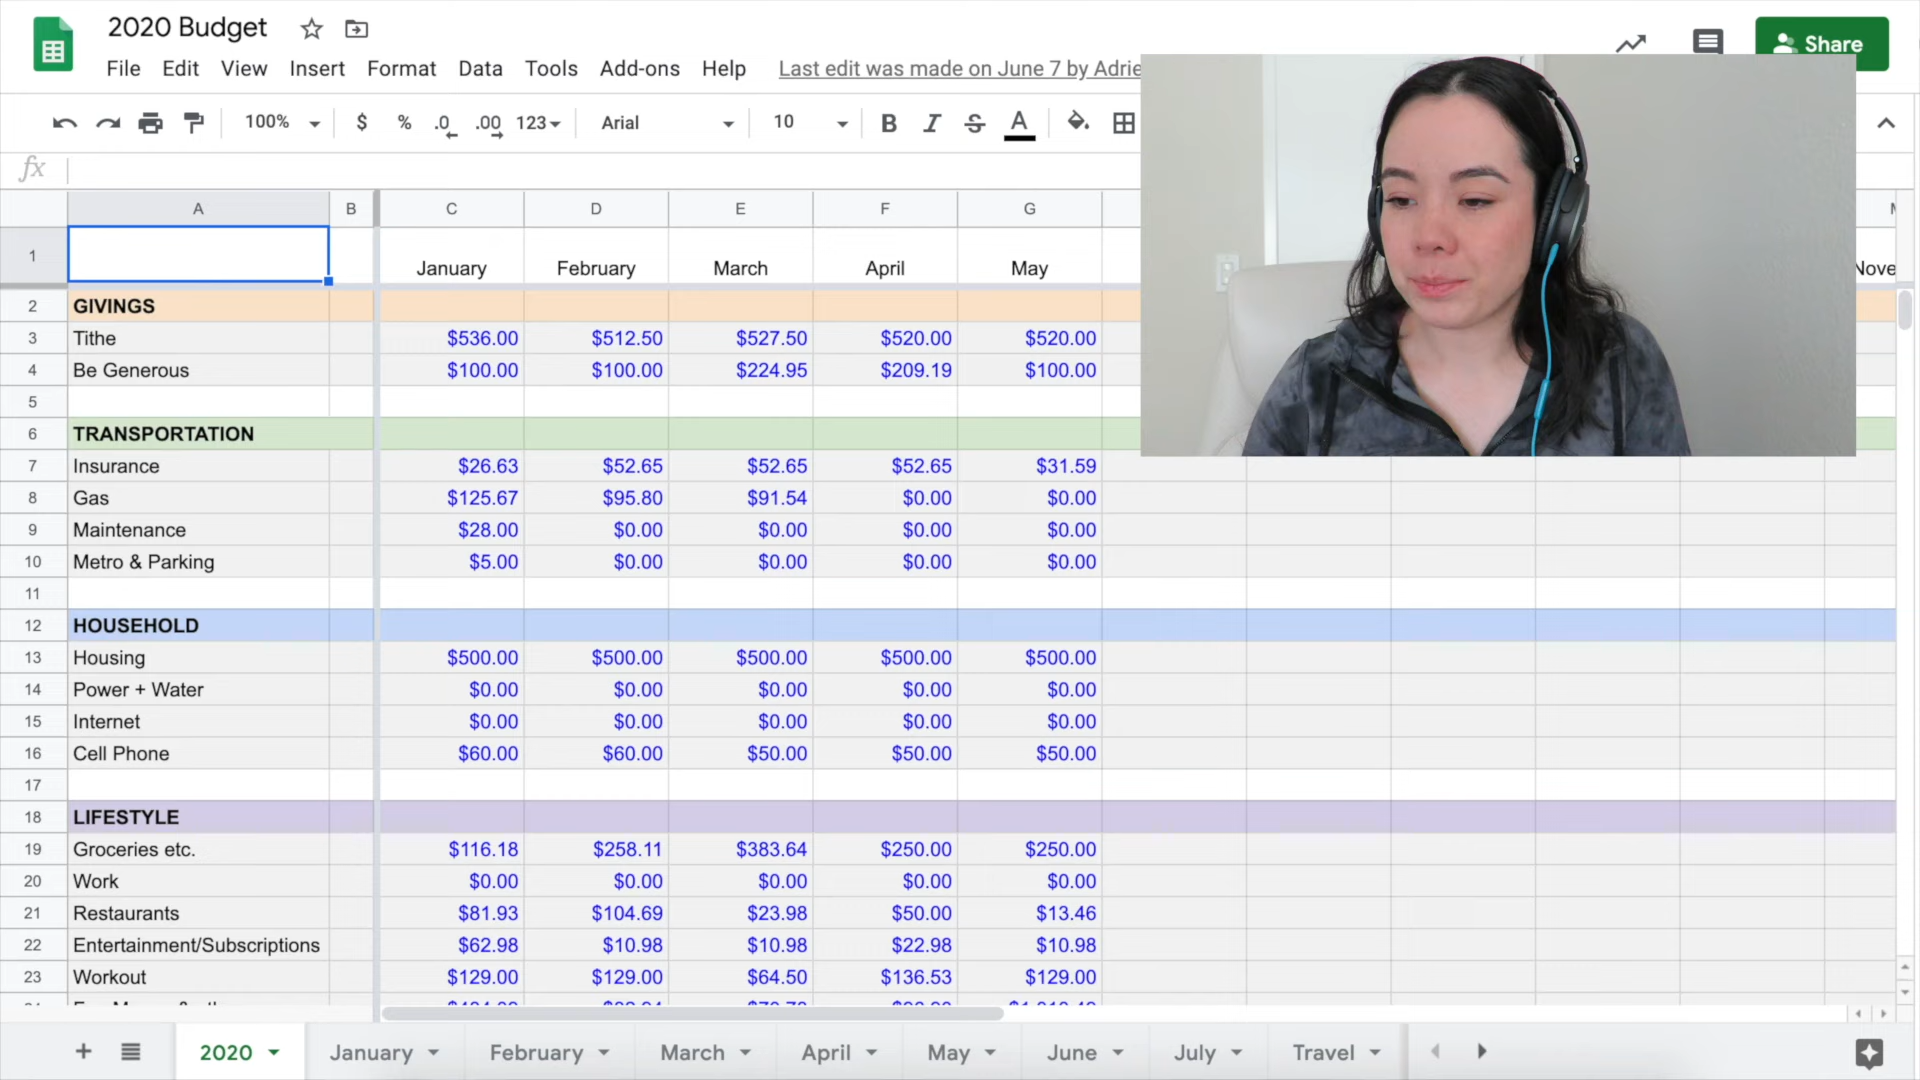 2020 Budget
File Edit View Insert Format Data Tools Add-ons Help Last edit was made on June 7 by Adrie
Share
100% $ % .0 .00 123 Arial 10 B I S A
fx
A B C D E F G
1 January February March April May Nove
2 GIVINGS
3 Tithe $536.00 $512.50 $527.50 $520.00 $520.00
4 Be Generous $100.00 $100.00 $224.95 $209.19 $100.00
5
6 TRANSPORTATION
7 Insurance $26.63 $52.65 $52.65 $52.65 $31.59
8 Gas $125.67 $95.80 $91.54 $0.00 $0.00
9 Maintenance $28.00 $0.00 $0.00 $0.00 $0.00
10 Metro & Parking $5.00 $0.00 $0.00 $0.00 $0.00
11
12 HOUSEHOLD
13 Housing $500.00 $500.00 $500.00 $500.00 $500.00
14 Power + Water $0.00 $0.00 $0.00 $0.00 $0.00
15 Internet $0.00 $0.00 $0.00 $0.00 $0.00
16 Cell Phone $60.00 $60.00 $50.00 $50.00 $50.00
17
18 LIFESTYLE
19 Groceries etc. $116.18 $258.11 $383.64 $250.00 $250.00
20 Work $0.00 $0.00 $0.00 $0.00 $0.00
21 Restaurants $81.93 $104.69 $23.98 $50.00 $13.46
22 Entertainment/Subscriptions $62.98 $10.98 $10.98 $22.98 $10.98
23 Workout $129.00 $129.00 $64.50 $136.53 $129.00
2020 January February March April May June July Travel